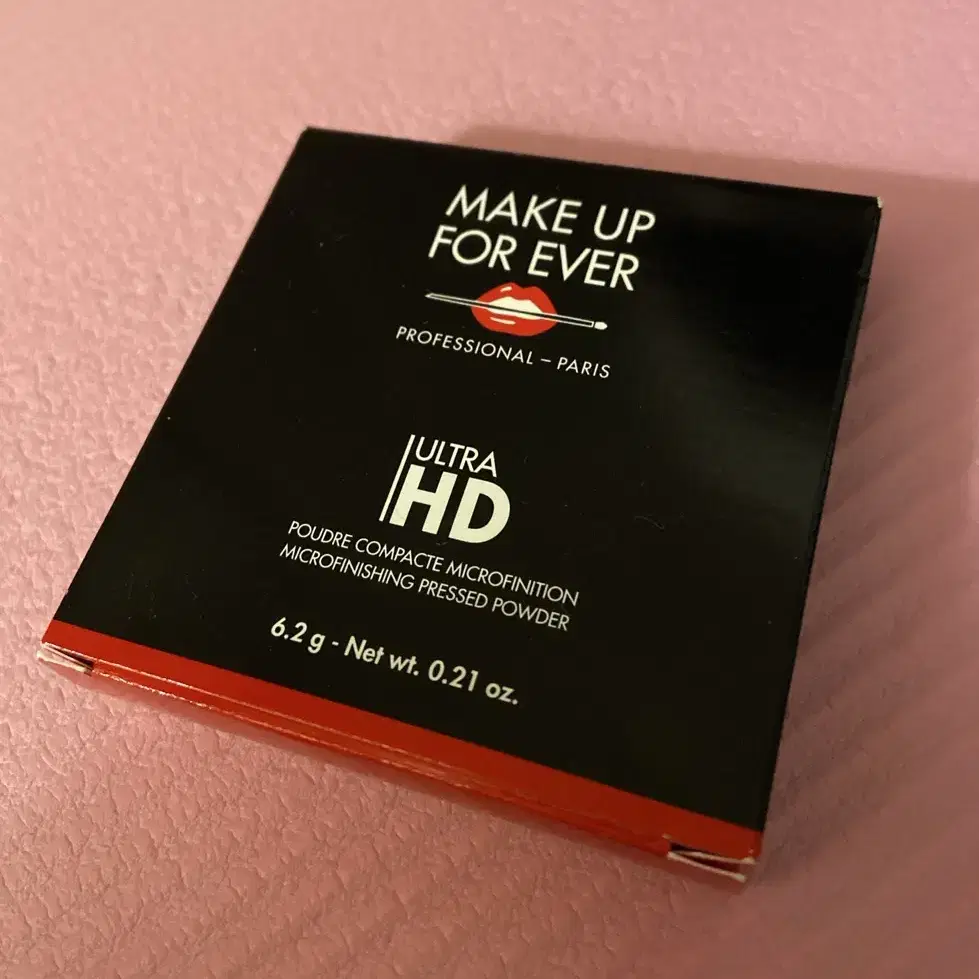 MAKE UP
FOR EVER
PROFESSIONAL – PARIS
ULTRA
HD
POUDRE COMPACTE MICROFINITION
MICROFINISHING PRESSED POWDER
6.2 g - Net wt. 0.21 oz.